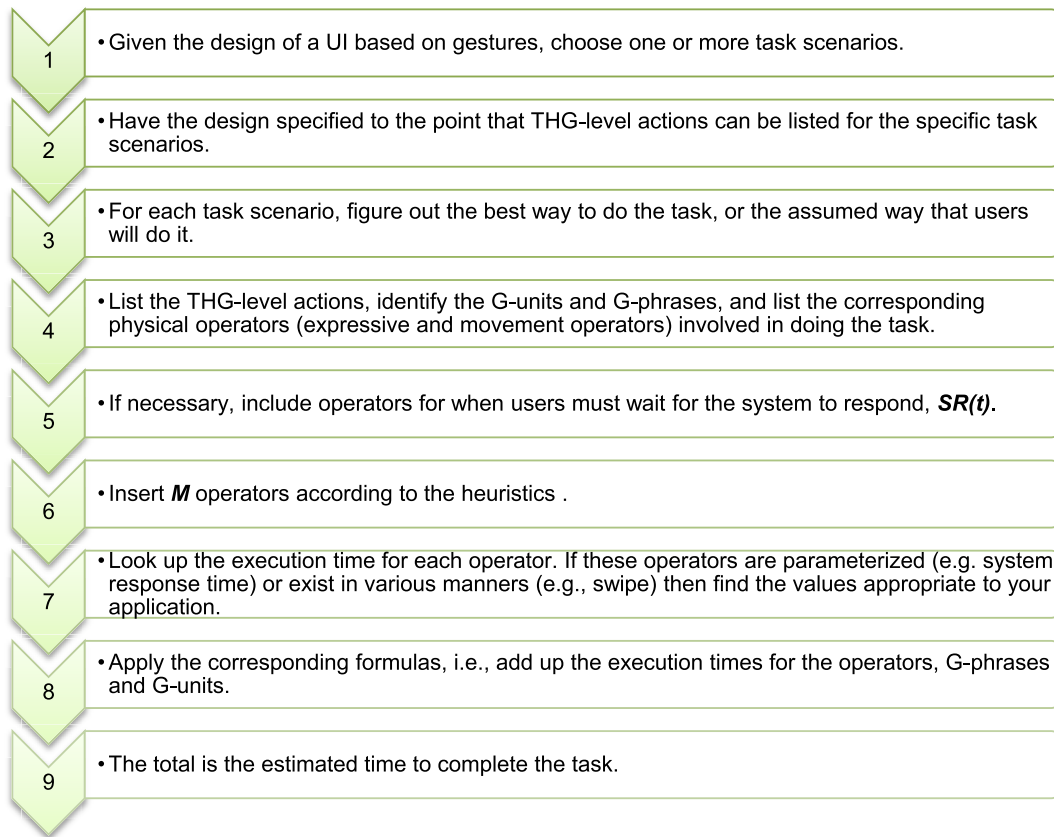 1
• Given the design of a UI based on gestures, choose one or more task scenarios.
2
• Have the design specified to the point that THG-level actions can be listed for the specific task
scenarios.
3
• For each task scenario, figure out the best way to do the task, or the assumed way that users
will do it.
4
• List the THG-level actions, identify the G-units and G-phrases, and list the corresponding
physical operators (expressive and movement operators) involved in doing the task.
5
• If necessary, include operators for when users must wait for the system to respond, SR(t).
6
• Insert M operators according to the heuristics .
7
• Look up the execution time for each operator. If these operators are parameterized (e.g. system
response time) or exist in various manners (e.g., swipe) then find the values appropriate to your
application.
8
• Apply the corresponding formulas, i.e., add up the execution times for the operators, G-phrases
and G-units.
9
• The total is the estimated time to complete the task.